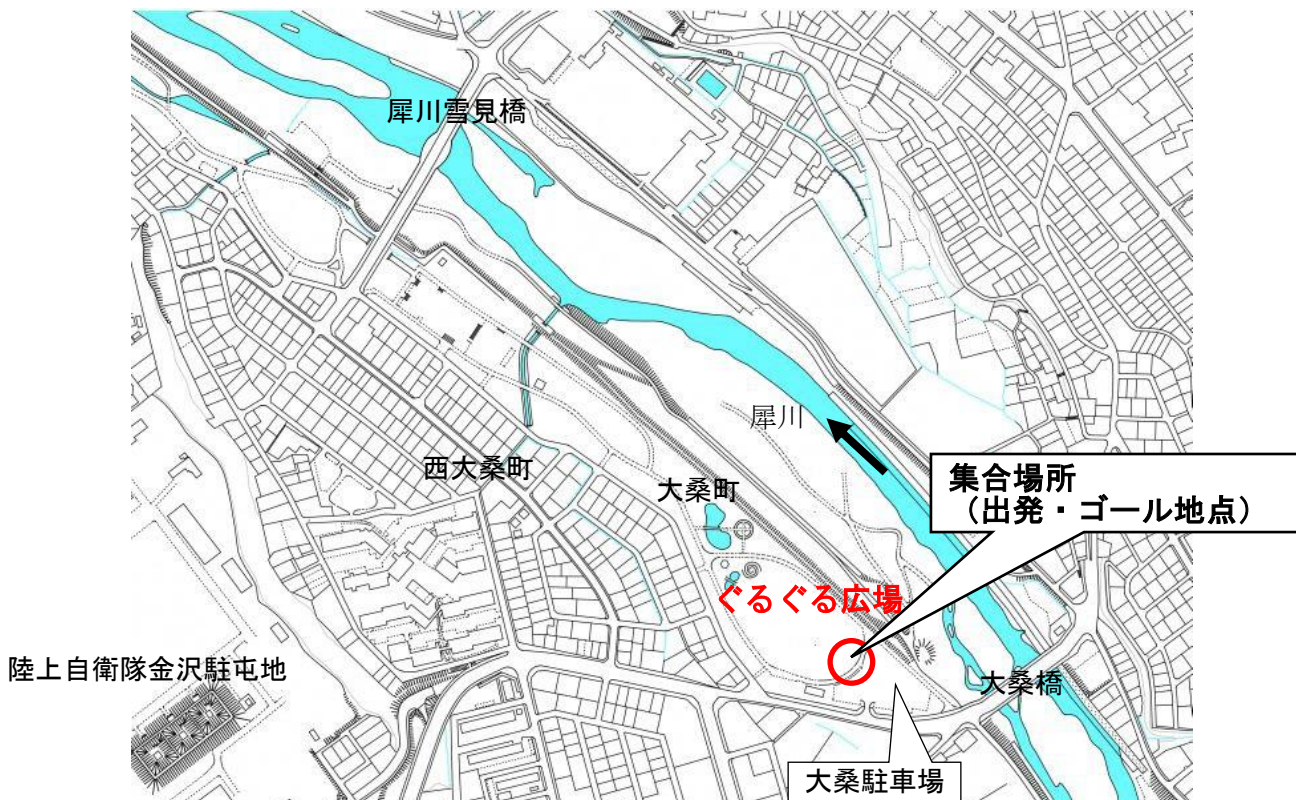 犀川雪見橋
犀川
西大桑町
大桑町
集合場所
（出発・ゴール地点）
ぐるぐる広場
陸上自衛隊金沢駐屯地
大桑橋
大桑駐車場